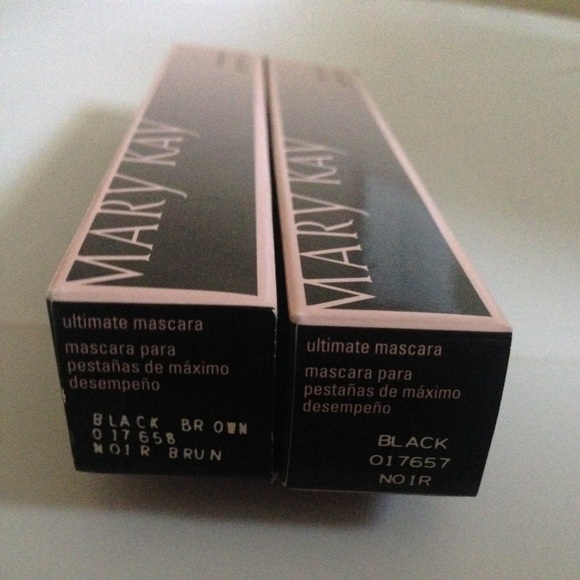 MARY KAY
ultimate mascara
mascara para
pestañas de máximo
desempeño
BLACK BROWN
017658
NOIR BRUN
MARY KAY
ultimate mascara
mascara para
pestañas de máximo
desempeño
BLACK
017657
NOIR